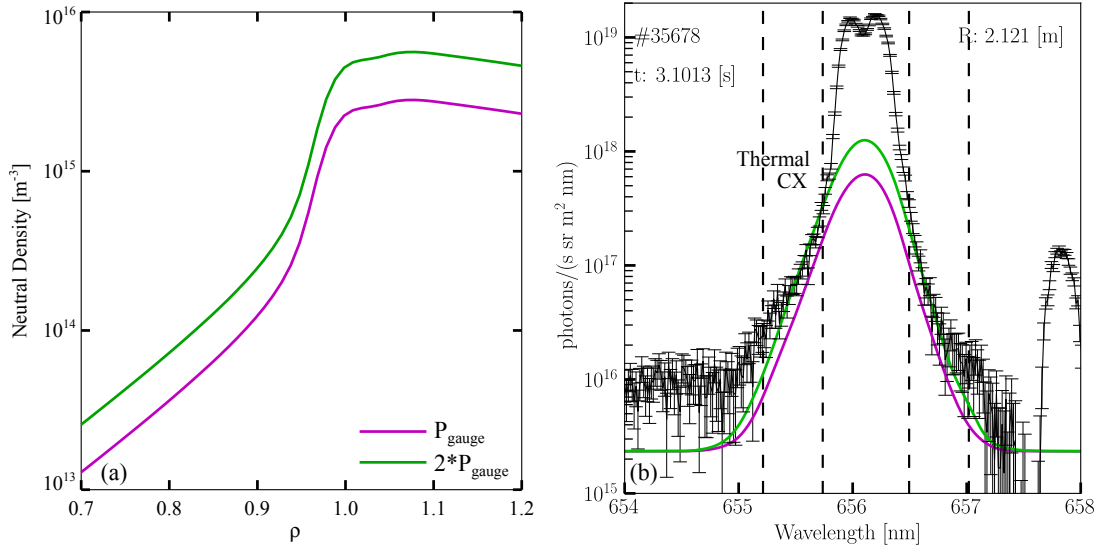 10^16
10^15
10^14
10^13
Neutral Density [m^-3]
P_gauge
2*P_gauge
(a)
0.7 0.8 0.9 1.0 1.1 1.2
ρ
#35678
R: 2.121 [m]
t: 3.1013 [s]
Thermal
CX
10^19
10^18
10^17
10^16
10^15
photons/(s sr m^2 nm)
(b)
654 655 656 657 658
Wavelength [nm]